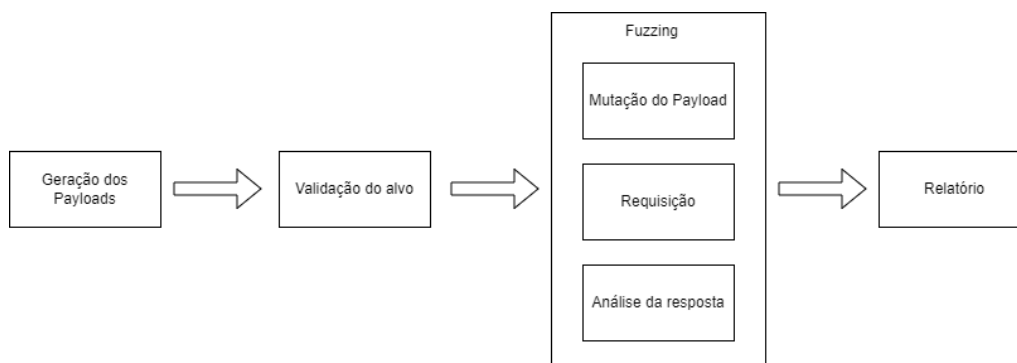 Geração dos
Payloads
Validação do alvo
Fuzzing
Mutação do Payload
Requisição
Análise da resposta
Relatório